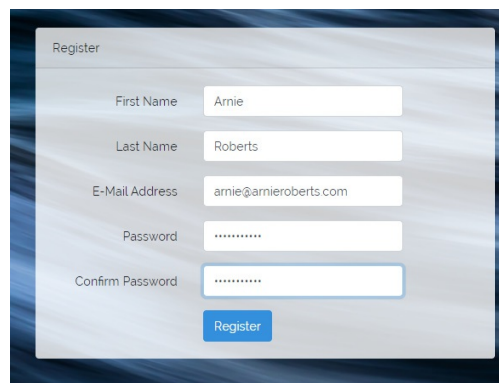 Register
First Name Arnie
Last Name Roberts
E-Mail Address arnie@arnieroberts.com
Password •••••••••••
Confirm Password •••••••••••
Register